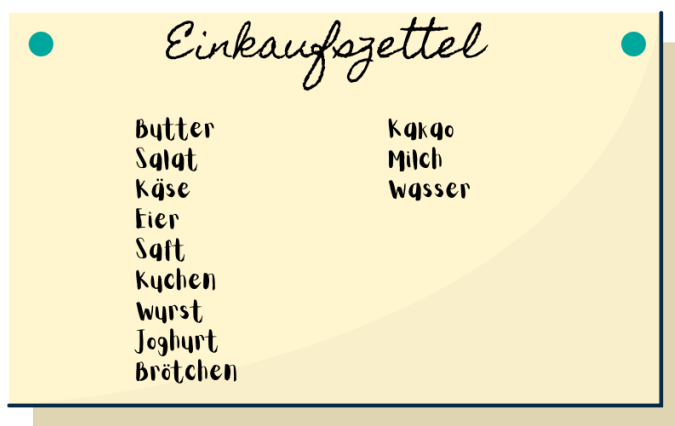 Einkaufszettel
Butter
Salat
Käse
Eier
Saft
Kuchen
Wurst
Joghurt
Brötchen
Kakao
Milch
Wasser